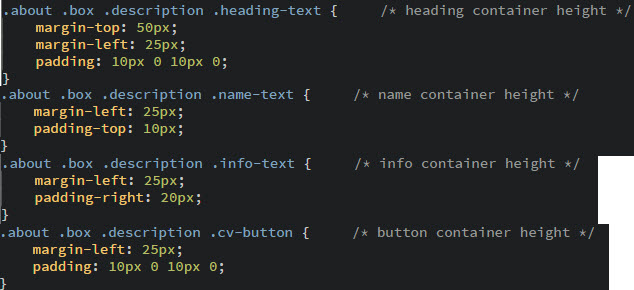 .about .box .description .heading-text {     /* heading container height */
    margin-top: 50px;
    margin-left: 25px;
    padding: 10px 0 10px 0;
}
.about .box .description .name-text {     /* name container height */
    margin-left: 25px;
    padding-top: 10px;
}
.about .box .description .info-text {     /* info container height */
    margin-left: 25px;
    padding-right: 20px;
}
.about .box .description .cv-button {     /* button container height */
    margin-left: 25px;
    padding: 10px 0 10px 0;
}